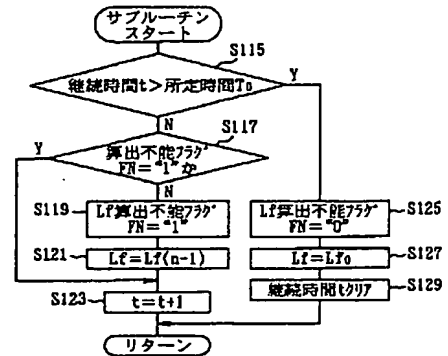 サブルーチン
スタート
S115
継続時間t>所定時間T0
Y
N
S117
Y
算出不能フラグ
FN="1"か
N
S119
Lf算出不能フラグ
FN="1"
S125
Lf算出不能フラグ
FN="0"
S121
Lf=Lf(n-1)
Lf=Lf0
S127
継続時間tクリア
S129
S123
t=t+1
リターン